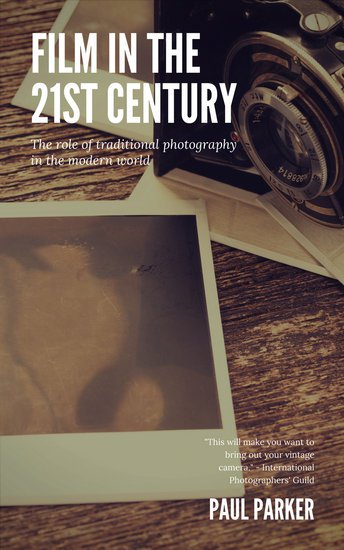 FILM IN THE
21ST CENTURY
The role of traditional photography
in the modern world
"This will make you want to
bring out your vintage
camera." - International
Photographers' Guild
PAUL PARKER